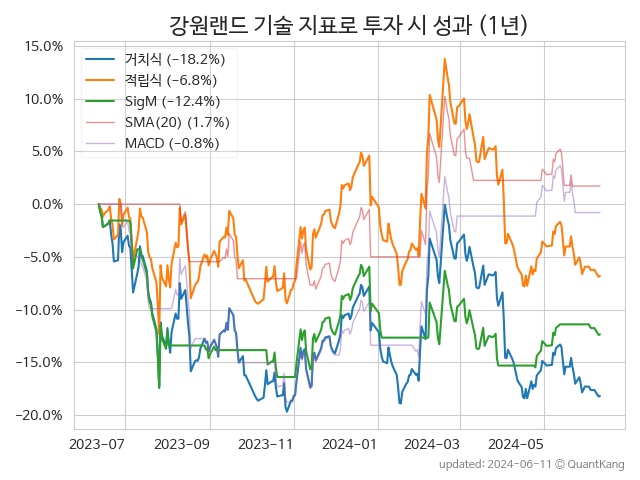 강원랜드 기술 지표로 투자 시 성과 (1년)
15.0%
10.0%
5.0%
0.0%
−5.0%
−10.0%
−15.0%
−20.0%
거치식 (−18.2%)
적립식 (−6.8%)
SigM (−12.4%)
SMA(20) (1.7%)
MACD (−0.8%)
2023-07 2023-09 2023-11 2024-01 2024-03 2024-05
updated: 2024-06-11 © QuantKang